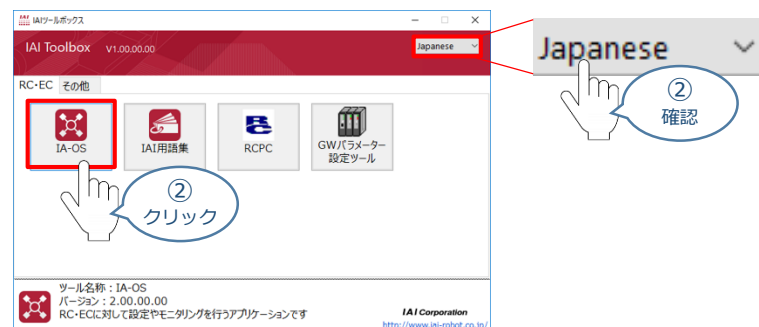 IAI IAIツールボックス
IAI Toolbox V1.00.00.00
Japanese
Japanese
②
確認
RC・EC その他
IA-OS
IAI用語集
RCPC
GWパラメーター
設定ツール
②
クリック
ツール名称：IA-OS
バージョン：2.00.00.00
RC・ECに対して設定やモニタリングを行うアプリケーションです
IAI Corporation
http://www.iai-robot.co.jp/